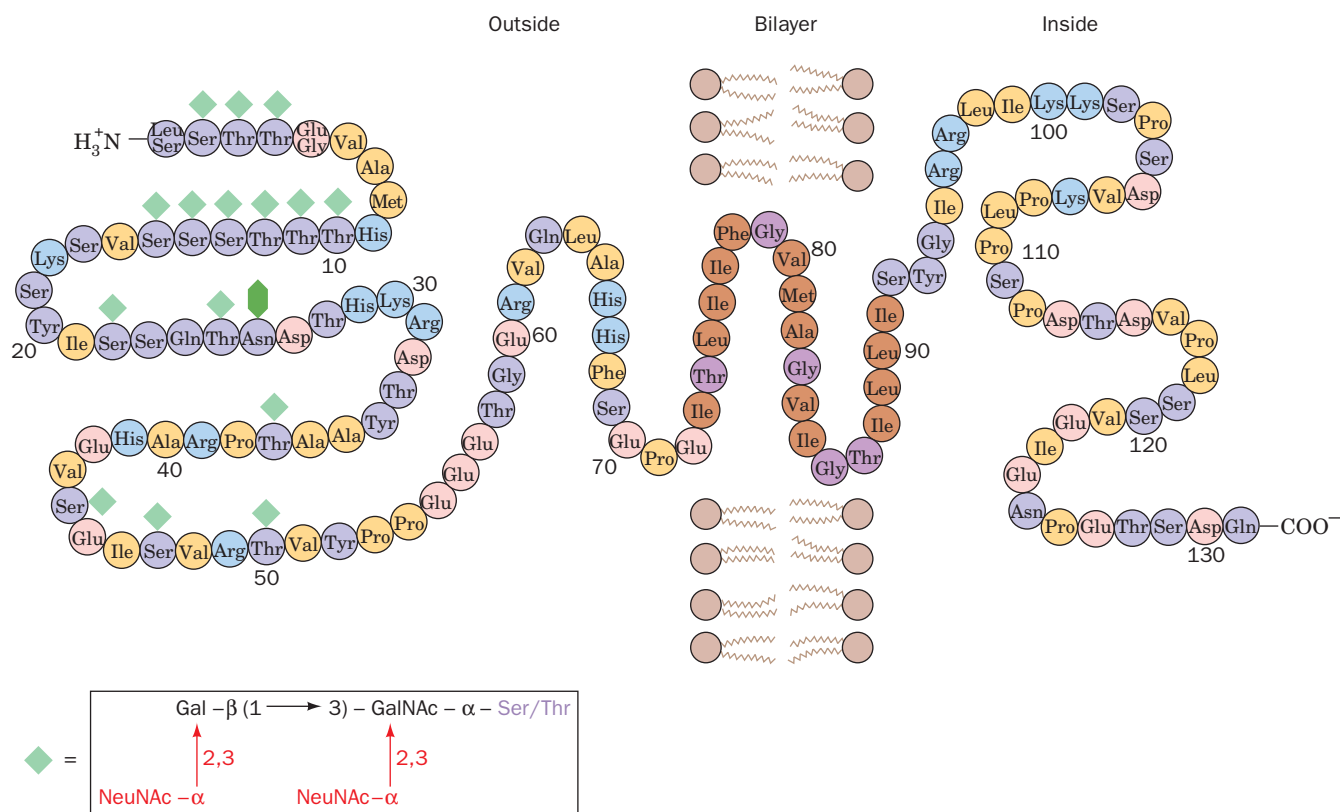 Outside
Bilayer
Inside
H₃⁺N
Leu
Ser
Ser Thr Thr
Glu
Gly
Val Ala Met His
Thr Thr Thr Ser Ser Ser Val Ser Lys
10
Ser Tyr
20
Ile Ser Ser Gln Thr Asn Asp Thr His Lys
30
Arg Asp Thr Tyr
Ala Ala Thr Pro Arg Ala His Glu
40
Val Ser Glu
Ile Ser Val Arg Thr Val Tyr Pro Pro
50
Glu Glu Glu Thr Gly Glu
60
Arg Val Gln Leu Ala His His Phe Ser Glu
70
Pro Glu Ile Thr Leu Ile Ile Phe Gly Val
80
Met Ala Gly Val Ile Gly Thr Ile Leu Leu
90
Ile Ser Tyr Gly Ile Arg Arg Leu Ile Lys
100
Lys Ser Pro Ser Asp Val Lys Pro Leu Pro
110
Ser Pro Asp Thr Asp Val Pro Leu Ser Ser
120
Val Glu Ile Glu Asn
Pro Glu Thr Ser Asp Gln
130
COO⁻
=
Gal –β (1 → 3) – GalNAc – α – Ser/Thr
2,3
2,3
NeuNAc –α
NeuNAc–α